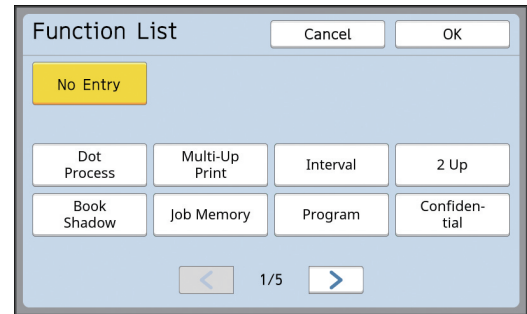 Function List
Cancel
OK
No Entry
Dot
Process
Multi-Up
Print
Interval
2 Up
Book
Shadow
Job Memory
Program
Confiden-
tial
1/5